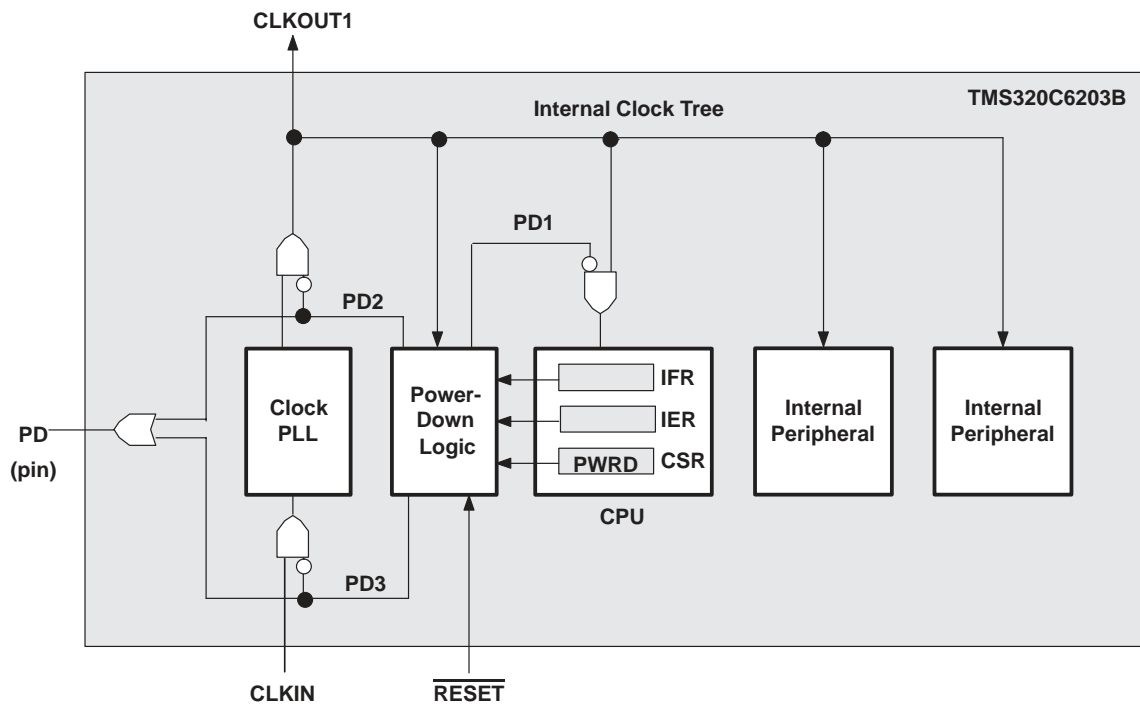 CLKOUT1
TMS320C6203B
Internal Clock Tree
PD1
PD2
IFR
Clock
PLL
Power-
Down
Logic
IER
Internal
Peripheral
Internal
Peripheral
PD
(pin)
PWRD
CSR
CPU
PD3
CLKIN
RESET